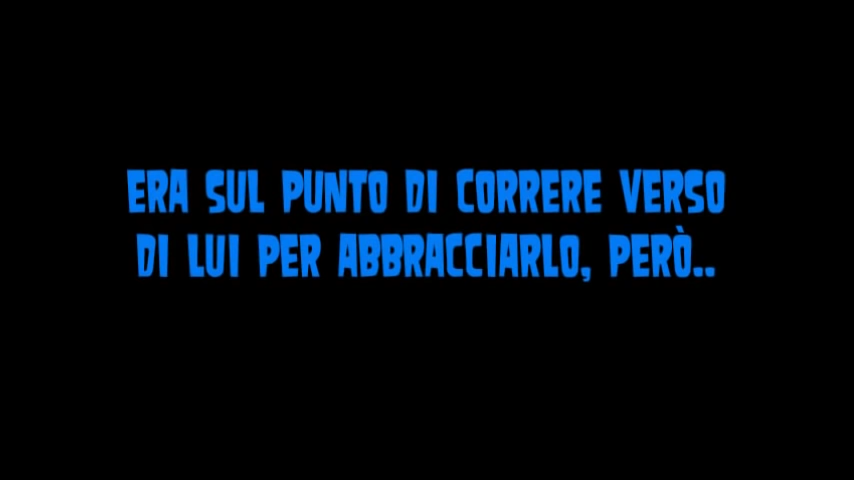 ERA SUL PUNTO DI CORRERE VERSO
DI LUI PER ABBRACCIARLO, PERÒ..